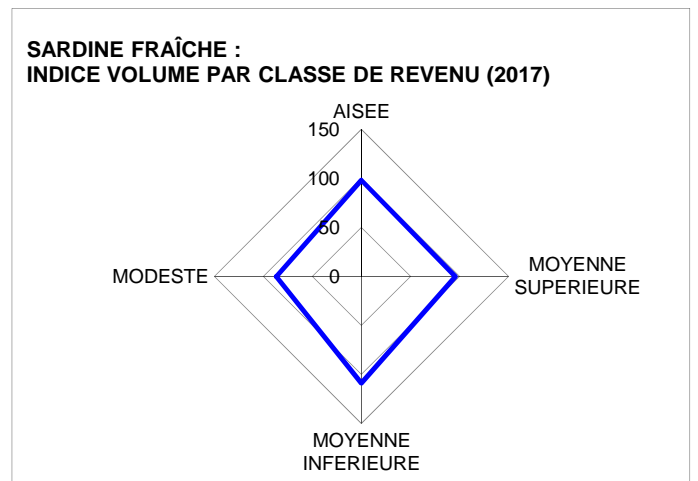 SARDINE FRAÎCHE :
INDICE VOLUME PAR CLASSE DE REVENU (2017)
AISEE
150
100
50
0
MODESTE
MOYENNE
SUPERIEURE
MOYENNE
INFERIEURE